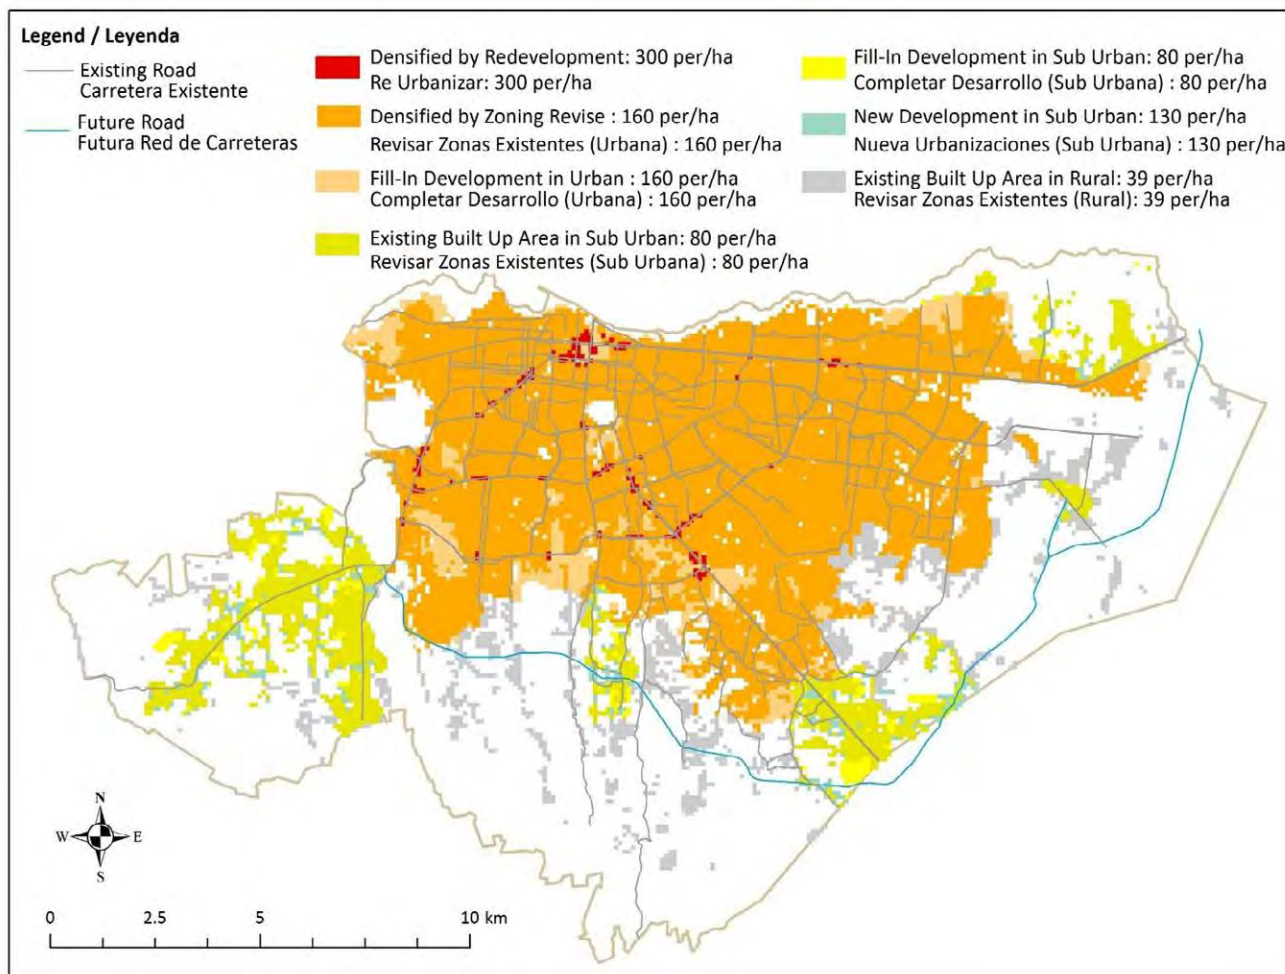 Legend / Leyenda
Existing Road
Carretera Existente
Future Road
Futura Red de Carreteras
Densified by Redevelopment: 300 per/ha
Re Urbanizar: 300 per/ha
Densified by Zoning Revise : 160 per/ha
Revisar Zonas Existentes (Urbana) : 160 per/ha
Fill-In Development in Urban : 160 per/ha
Completar Desarrollo (Urbana) : 160 per/ha
Existing Built Up Area in Sub Urban: 80 per/ha
Revisar Zonas Existentes (Sub Urbana) : 80 per/ha
Fill-In Development in Sub Urban: 80 per/ha
Completar Desarrollo (Sub Urbana) : 80 per/ha
New Development in Sub Urban: 130 per/ha
Nueva Urbanizaciones (Sub Urbana) : 130 per/ha
Existing Built Up Area in Rural: 39 per/ha
Revisar Zonas Existentes (Rural): 39 per/ha
N
W E
S
0 2.5 5 10 km